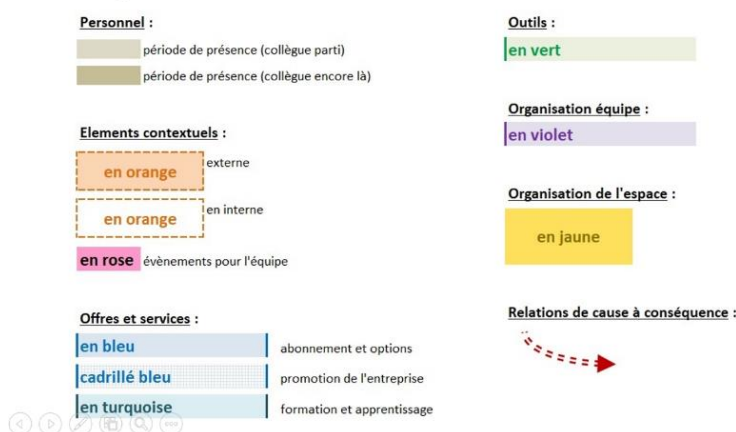 Personnel :
période de présence (collègue parti)
période de présence (collègue encore là)
Elements contextuels :
en orange
externe
en orange
en interne
en rose évènements pour l'équipe
Offres et services :
en bleu abonnement et options
cadrillé bleu promotion de l'entreprise
en turquoise formation et apprentissage
Outils :
en vert
Organisation équipe :
en violet
Organisation de l'espace :
en jaune
Relations de cause à conséquence :